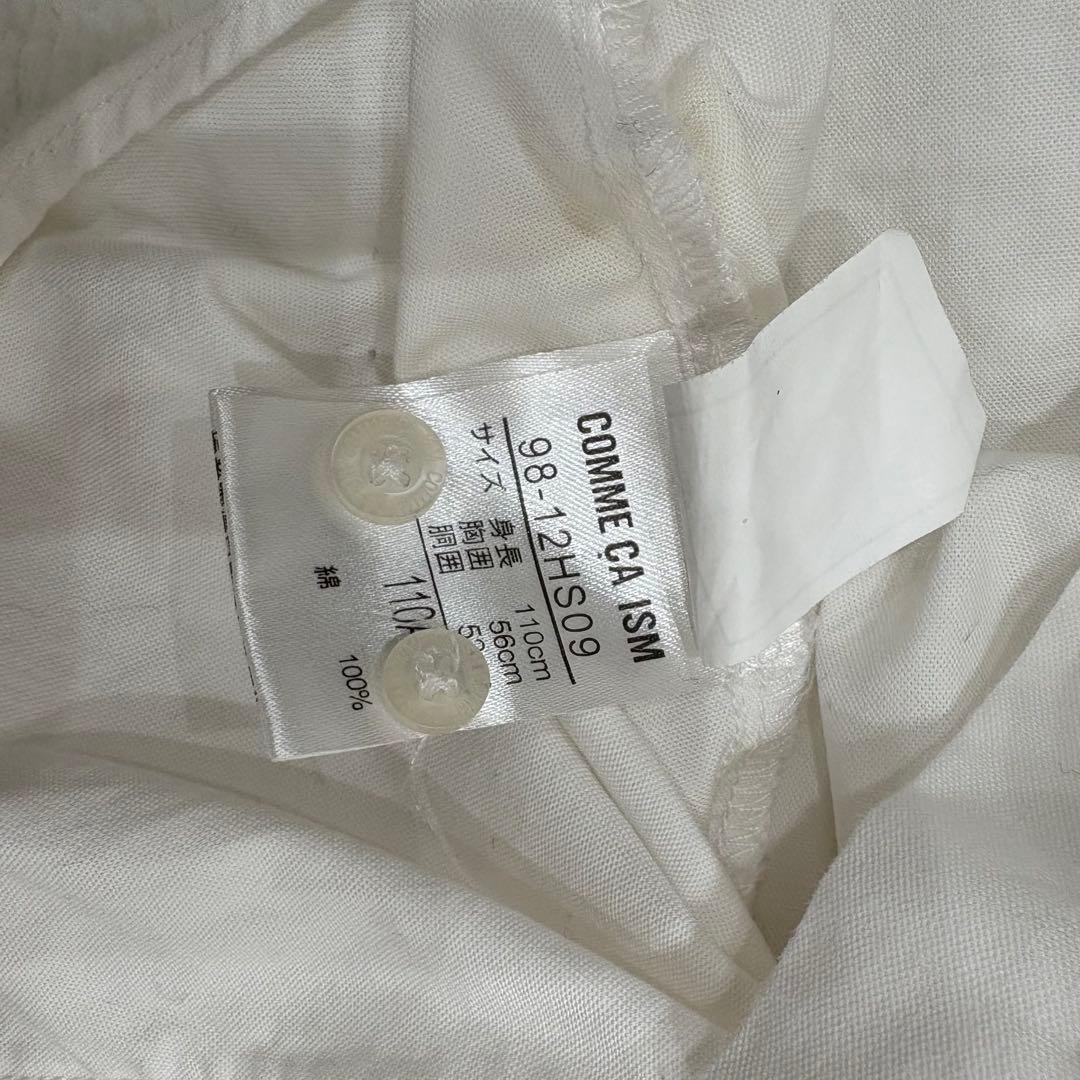 COMME ÇA ISM
98-12HS09
サイズ 身長 110cm
胸囲 56cm
胴囲
110A
綿 100%